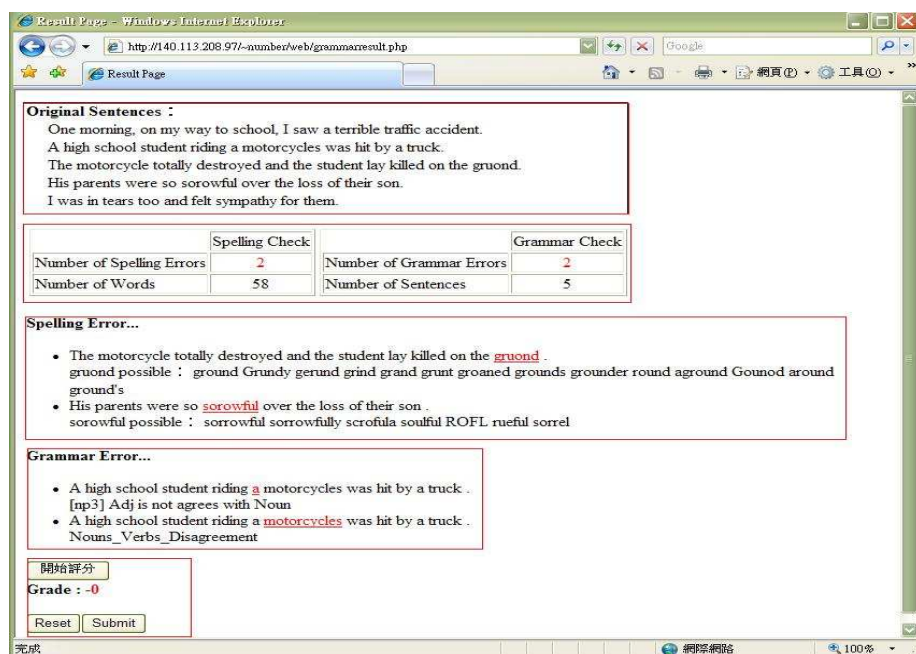 Result Page - Windows Internet Explorer
http://140.113.208.97/~number/web/grammarresult.php
Google
Result Page
網頁(P)
工具(O)
Original Sentences：
One morning, on my way to school, I saw a terrible traffic accident.
A high school student riding a motorcycles was hit by a truck.
The motorcycle totally destroyed and the student lay killed on the gruond.
His parents were so sorowful over the loss of their son.
I was in tears too and felt sympathy for them.
Spelling Check Grammar Check
Number of Spelling Errors 2 Number of Grammar Errors 2
Number of Words 58 Number of Sentences 5
Spelling Error...
• The motorcycle totally destroyed and the student lay killed on the gruond .
gruond possible： ground Grundy gerund grind grand grunt groaned grounds grounder round aground Gounod around
ground's
• His parents were so sorowful over the loss of their son .
sorowful possible： sorrowful sorrowfully scrofula soulful ROFL rueful sorrel
Grammar Error...
• A high school student riding a motorcycles was hit by a truck .
[np3] Adj is not agrees with Noun
• A high school student riding a motorcycles was hit by a truck .
Nouns_Verbs_Disagreement
開始評分
Grade : -0
Reset Submit
完成 網際網路 100%